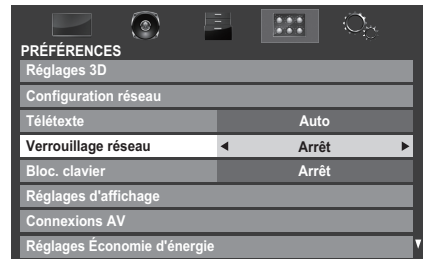 PRÉFÉRENCES
Réglages 3D
Configuration réseau
Télétexte Auto
Verrouillage réseau ◀ Arrêt ▶
Bloc. clavier Arrêt
Réglages d'affichage
Connexions AV
Réglages Économie d'énergie ▼